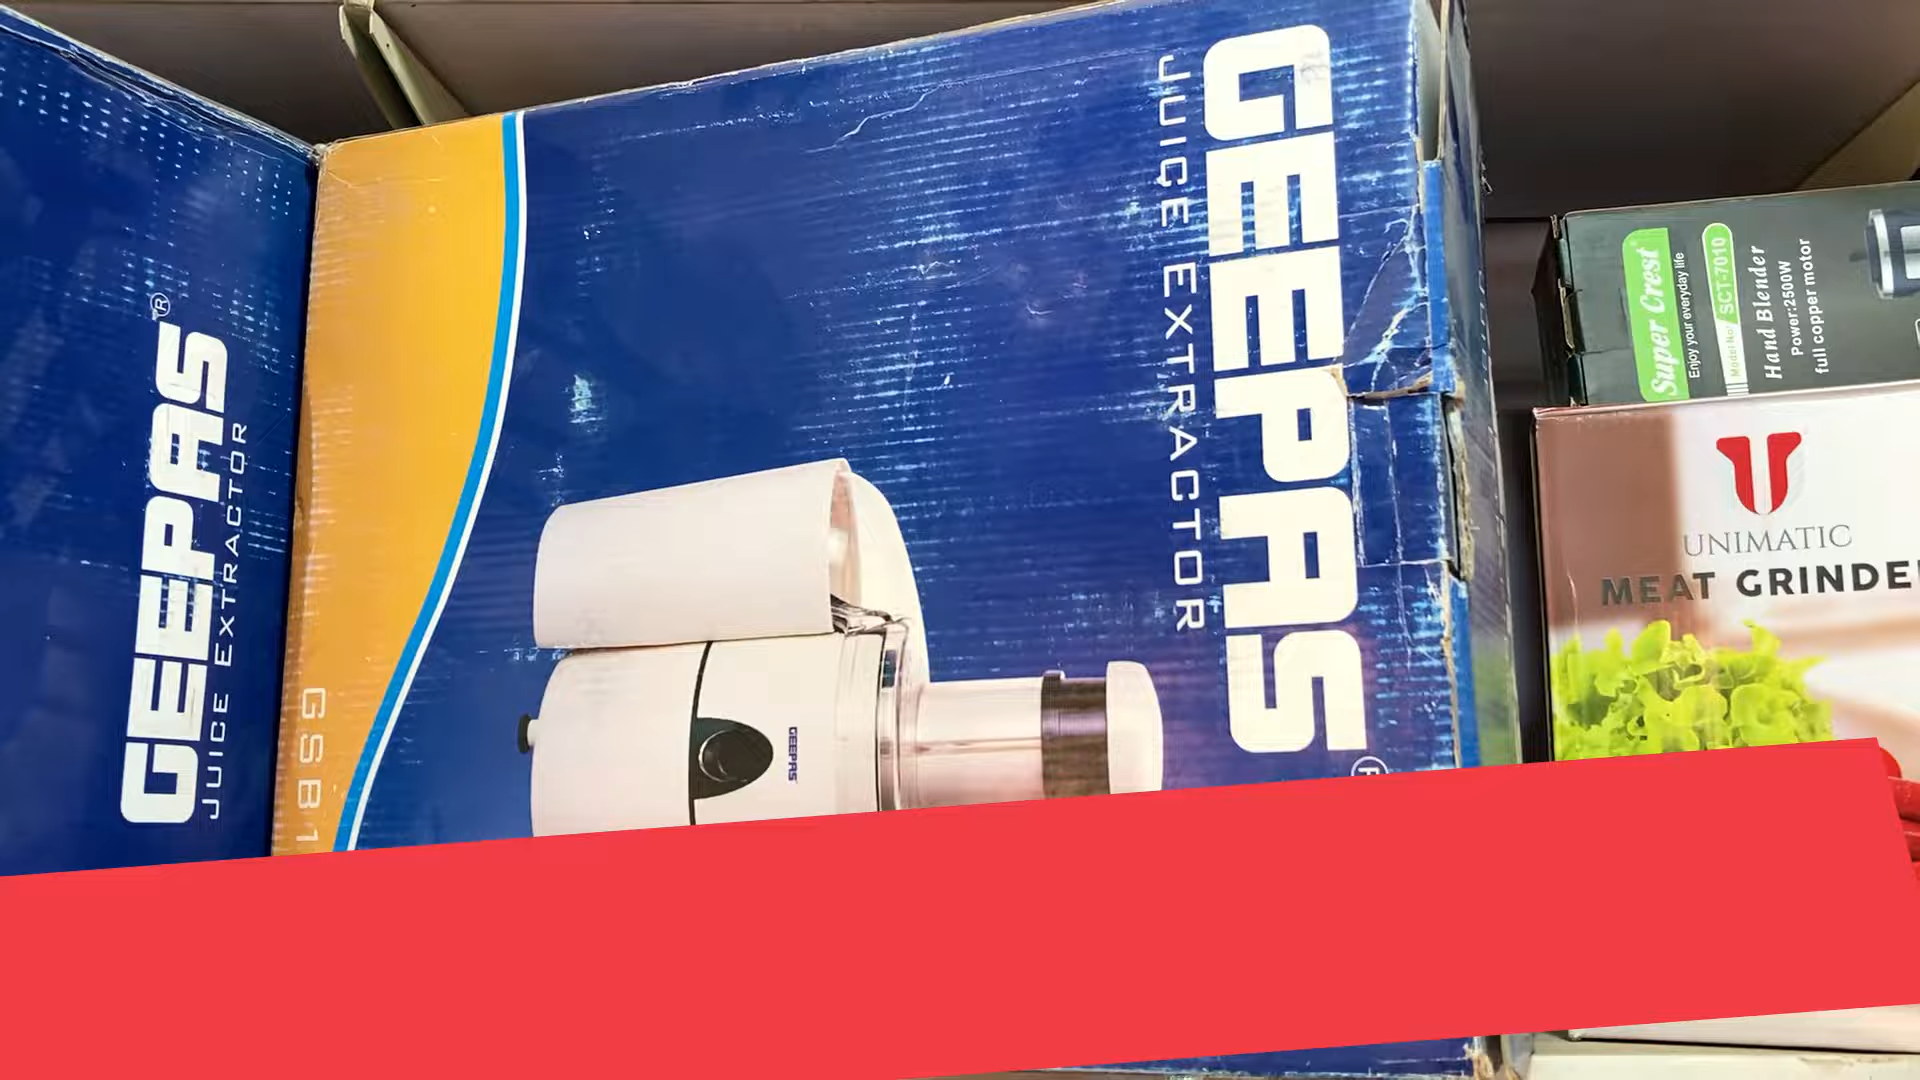 GEEPAS®
JUICE EXTRACTOR
GSB1
GEEPAS®
JUICE EXTRACTOR
GEEPAS
Super Crest
Enjoy your everyday life
Model No: SCT-7010
Hand Blender
Power:2500W
full copper motor
UNIMATIC
MEAT GRINDE